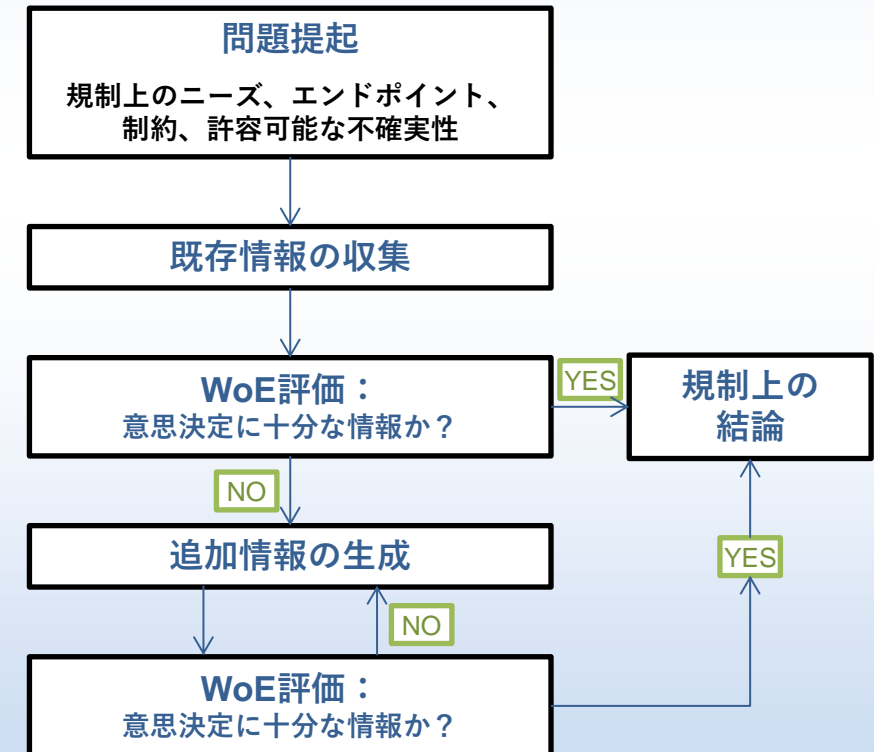 問題提起
規制上のニーズ、エンドポイント、
制約、許容可能な不確実性
既存情報の収集
WoE評価：
意思決定に十分な情報か？
YES
規制上の
結論
NO
追加情報の生成
YES
NO
WoE評価：
意思決定に十分な情報か？